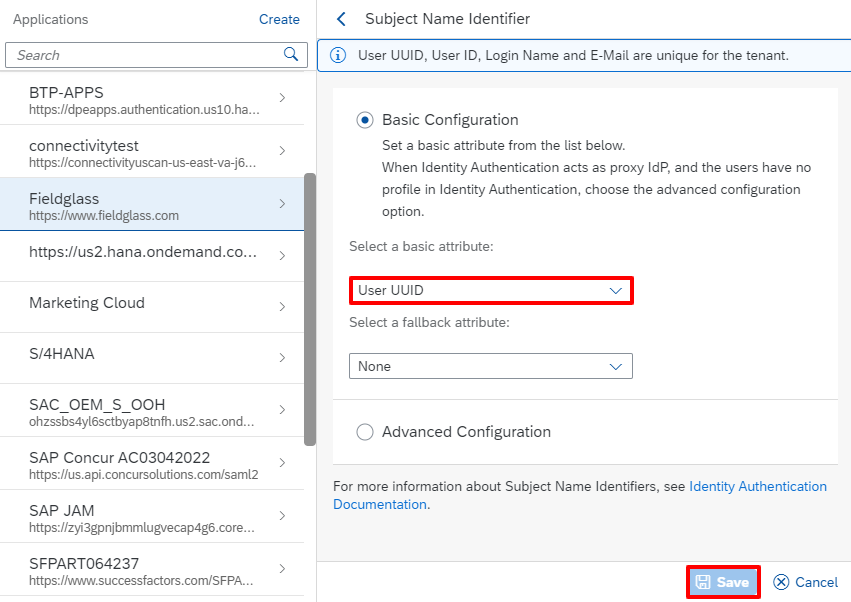 Applications
Create
Search
BTP-APPS
https://dpeapps.authentication.us10.ha...
connectivitytest
https://connectivityuscan-us-east-va-j6...
Fieldglass
https://www.fieldglass.com
https://us2.hana.ondemand.co...
Marketing Cloud
S/4HANA
SAC_OEM_S_OOH
ohzssbs4yl6sctbyap8tnfh.us2.sac.ond...
SAP Concur AC03042022
https://us.api.concursolutions.com/saml2
SAP JAM
https://zyi3gpnjbmmlugvecap4g6.core...
SFPART064237
https://www.successfactors.com/SFPA...
Subject Name Identifier
User UUID, User ID, Login Name and E-Mail are unique for the tenant.
Basic Configuration
Set a basic attribute from the list below.
When Identity Authentication acts as proxy IdP, and the users have no
profile in Identity Authentication, choose the advanced configuration
option.
Select a basic attribute:
User UUID
Select a fallback attribute:
None
Advanced Configuration
For more information about Subject Name Identifiers, see Identity Authentication
Documentation.
Save
Cancel